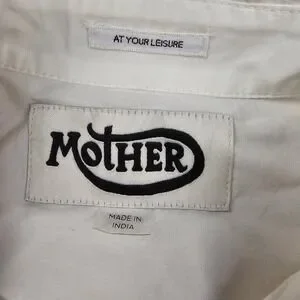 AT YOUR LEISURE
MOTHER
MADE IN
INDIA